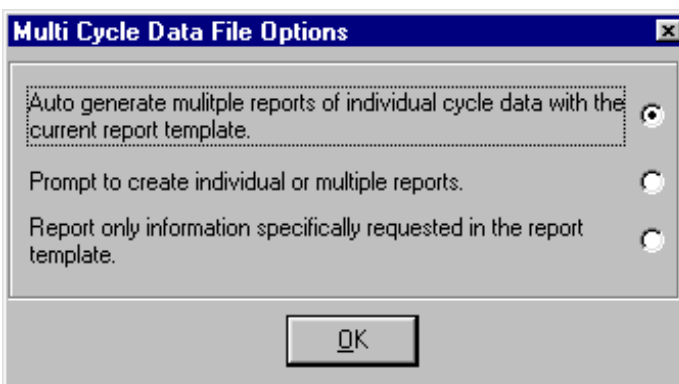 Multi Cycle Data File Options
Auto generate mulitple reports of individual cycle data with the
current report template.
Prompt to create individual or multiple reports.
Report only information specifically requested in the report
template.
OK